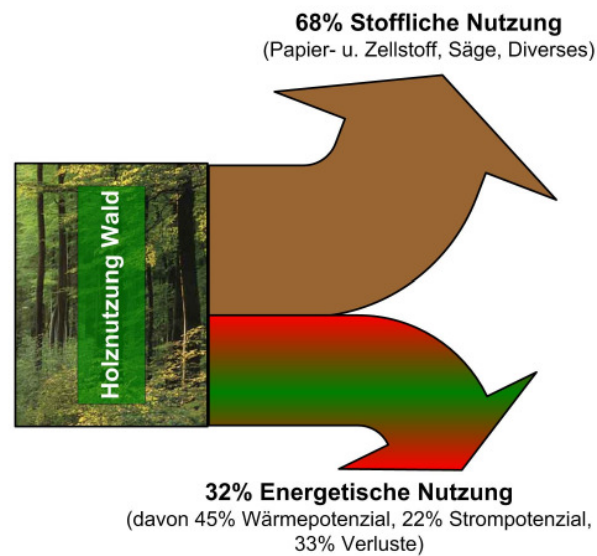 68% Stoffliche Nutzung
(Papier- u. Zellstoff, Säge, Diverses)
Holznutzung Wald
32% Energetische Nutzung
(davon 45% Wärmepotenzial, 22% Strompotenzial,
33% Verluste)